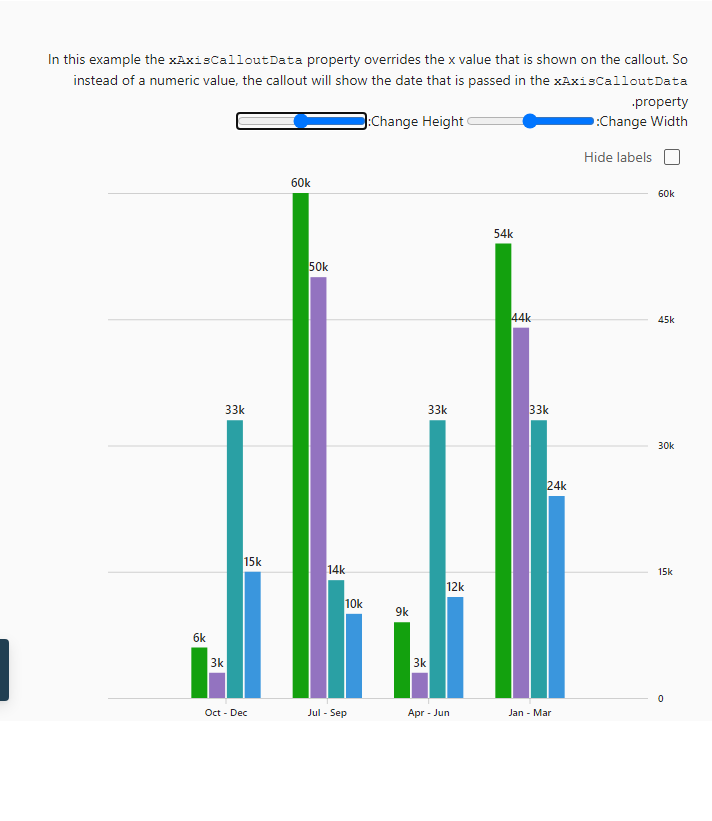 In this example the xAxisCalloutData property overrides the x value that is shown on the callout. So
instead of a numeric value, the callout will show the date that is passed in the xAxisCalloutData
.property
:Change Height :Change Width
Hide labels
60k
45k
30k
15k
0
6k 3k 33k 15k
60k 50k 14k 10k
9k 3k 33k 12k
54k 44k 33k 24k
Oct - Dec Jul - Sep Apr - Jun Jan - Mar